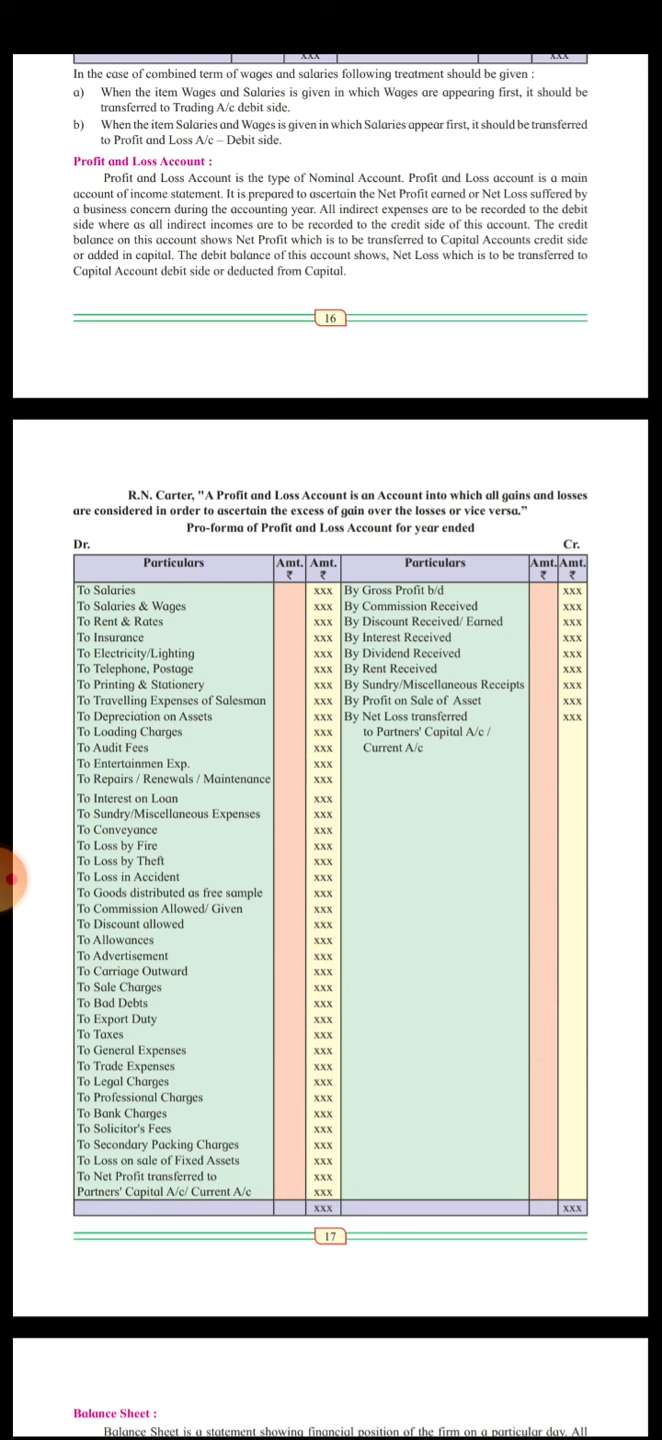 xxx xxx
In the case of combined term of wages and salaries following treatment should be given :
a) When the item Wages and Salaries is given in which Wages are appearing first, it should be
transferred to Trading A/c debit side.
b) When the item Salaries and Wages is given in which Salaries appear first, it should be transferred
to Profit and Loss A/c – Debit side.
Profit and Loss Account :
Profit and Loss Account is the type of Nominal Account. Profit and Loss account is a main
account of income statement. It is prepared to ascertain the Net Profit earned or Net Loss suffered by
a business concern during the accounting year. All indirect expenses are to be recorded to the debit
side where as all indirect incomes are to be recorded to the credit side of this account. The credit
balance on this account shows Net Profit which is to be transferred to Capital Accounts credit side
or added in capital. The debit balance of this account shows, Net Loss which is to be transferred to
Capital Account debit side or deducted from Capital.
16
R.N. Carter, "A Profit and Loss Account is an Account into which all gains and losses
are considered in order to ascertain the excess of gain over the losses or vice versa.”
Pro-forma of Profit and Loss Account for year ended
Dr. Cr.
Particulars Amt. Amt. Particulars Amt. Amt.
₹ ₹ ₹ ₹
To Salaries xxx By Gross Profit b/d xxx
To Salaries & Wages xxx By Commission Received xxx
To Rent & Rates xxx By Discount Received/ Earned xxx
To Insurance xxx By Interest Received xxx
To Electricity/Lighting xxx By Dividend Received xxx
To Telephone, Postage xxx By Rent Received xxx
To Printing & Stationery xxx By Sundry/Miscellaneous Receipts xxx
To Travelling Expenses of Salesman xxx By Profit on Sale of Asset xxx
To Depreciation on Assets xxx By Net Loss transferred xxx
To Loading Charges xxx to Partners' Capital A/c /
To Audit Fees xxx Current A/c
To Entertainmen Exp. xxx
To Repairs / Renewals / Maintenance xxx
To Interest on Loan xxx
To Sundry/Miscellaneous Expenses xxx
To Conveyance xxx
To Loss by Fire xxx
To Loss by Theft xxx
To Loss in Accident xxx
To Goods distributed as free sample xxx
To Commission Allowed/ Given xxx
To Discount allowed xxx
To Allowances xxx
To Advertisement xxx
To Carriage Outward xxx
To Sale Charges xxx
To Bad Debts xxx
To Export Duty xxx
To Taxes xxx
To General Expenses xxx
To Trade Expenses xxx
To Legal Charges xxx
To Professional Charges xxx
To Bank Charges xxx
To Solicitor's Fees xxx
To Secondary Packing Charges xxx
To Loss on sale of Fixed Assets xxx
To Net Profit transferred to xxx
Partners' Capital A/c/ Current A/c xxx
xxx xxx
17
Balance Sheet :
Balance Sheet is a statement showing financial position of the firm on a particular day. All